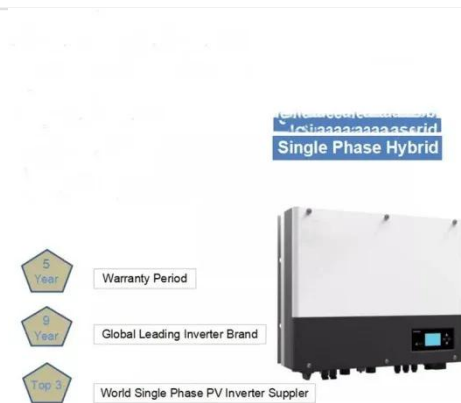 Single Phase Hybrid
5
Year
Warranty Period
9
Year
Global Leading Inverter Brand
Top 3
World Single Phase PV Inverter Suppler